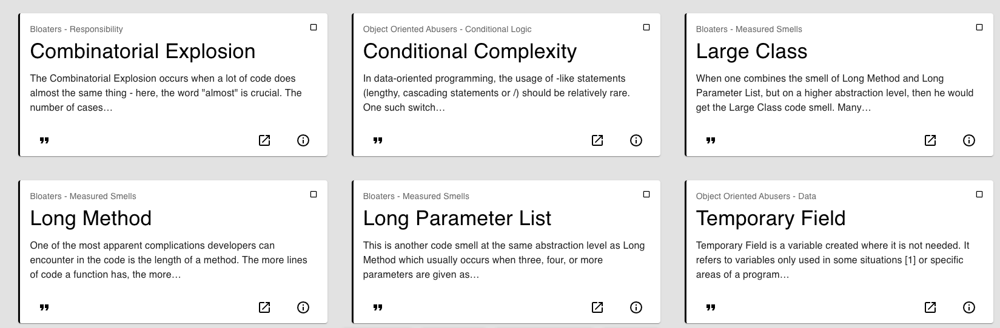 Bloaters - Responsibility
Combinatorial Explosion
The Combinatorial Explosion occurs when a lot of code does
almost the same thing - here, the word "almost" is crucial. The
number of cases…
Object Oriented Abusers - Conditional Logic
Conditional Complexity
In data-oriented programming, the usage of -like statements
(lengthy, cascading statements or /) should be relatively rare.
One such switch…
Bloaters - Measured Smells
Large Class
When one combines the smell of Long Method and Long
Parameter List, but on a higher abstraction level, then he would
get the Large Class code smell. Many…
Bloaters - Measured Smells
Long Method
One of the most apparent complications developers can
encounter in the code is the length of a method. The more lines
of code a function has, the more…
Bloaters - Measured Smells
Long Parameter List
This is another code smell at the same abstraction level as Long
Method which usually occurs when three, four, or more
parameters are given as…
Object Oriented Abusers - Data
Temporary Field
Temporary Field is a variable created where it is not needed. It
refers to variables only used in some situations [1] or specific
areas of a program…